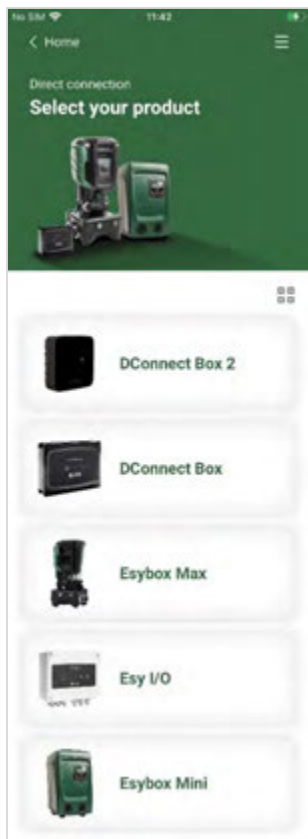 No SIM 11:42
< Home
Direct connection
Select your product
DConnect Box 2
DConnect Box
Esybox Max
Esy I/O
Esybox Mini